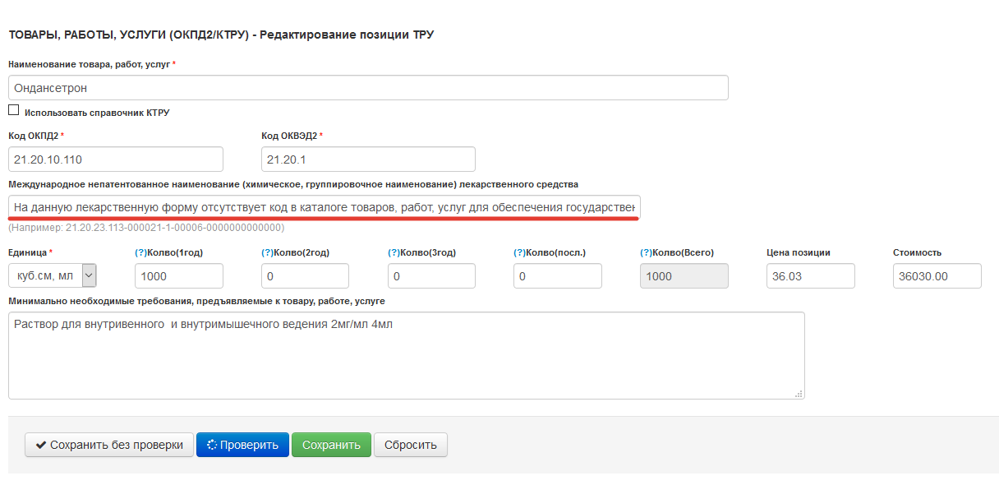 ТОВАРЫ, РАБОТЫ, УСЛУГИ (ОКПД2/КТРУ) - Редактирование позиции ТРУ
Наименование товара, работ, услуг *
Ондансетрон
Использовать справочник КТРУ
Код ОКПД2 * Код ОКВЭД2 *
21.20.10.110 21.20.1
Международное непатентованное наименование (химическое, группировочное наименование) лекарственного средства
На данную лекарственную форму отсутствует код в каталоге товаров, работ, услуг для обеспечения государствен
(Например: 21.20.23.113-000021-1-00006-0000000000000)
Единица * (?)Колво(1год) (?)Колво(2год) (?)Колво(3год) (?)Колво(посл.) (?)Колво(Всего) Цена позиции Стоимость
куб.см, мл 1000 0 0 0 1000 36.03 36030.00
Минимально необходимые требования, предъявляемые к товару, работе, услуге
Раствор для внутривенного и внутримышечного ведения 2мг/мл 4мл
Сохранить без проверки Проверить Сохранить Сбросить